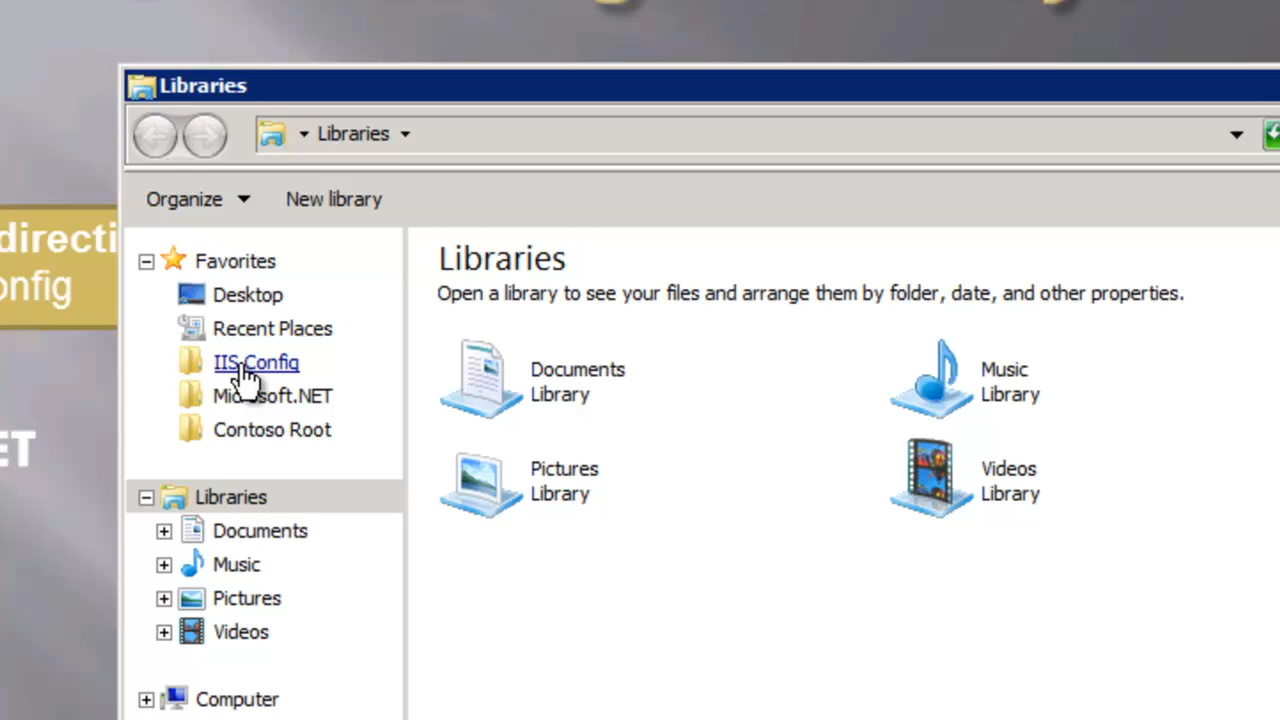 Libraries
Libraries
Organize
New library
directi
onfig
ET
Favorites
Desktop
Recent Places
IIS Config
Microsoft.NET
Contoso Root
Libraries
Documents
Music
Pictures
Videos
Computer
Libraries
Open a library to see your files and arrange them by folder, date, and other properties.
Documents
Library
Music
Library
Pictures
Library
Videos
Library